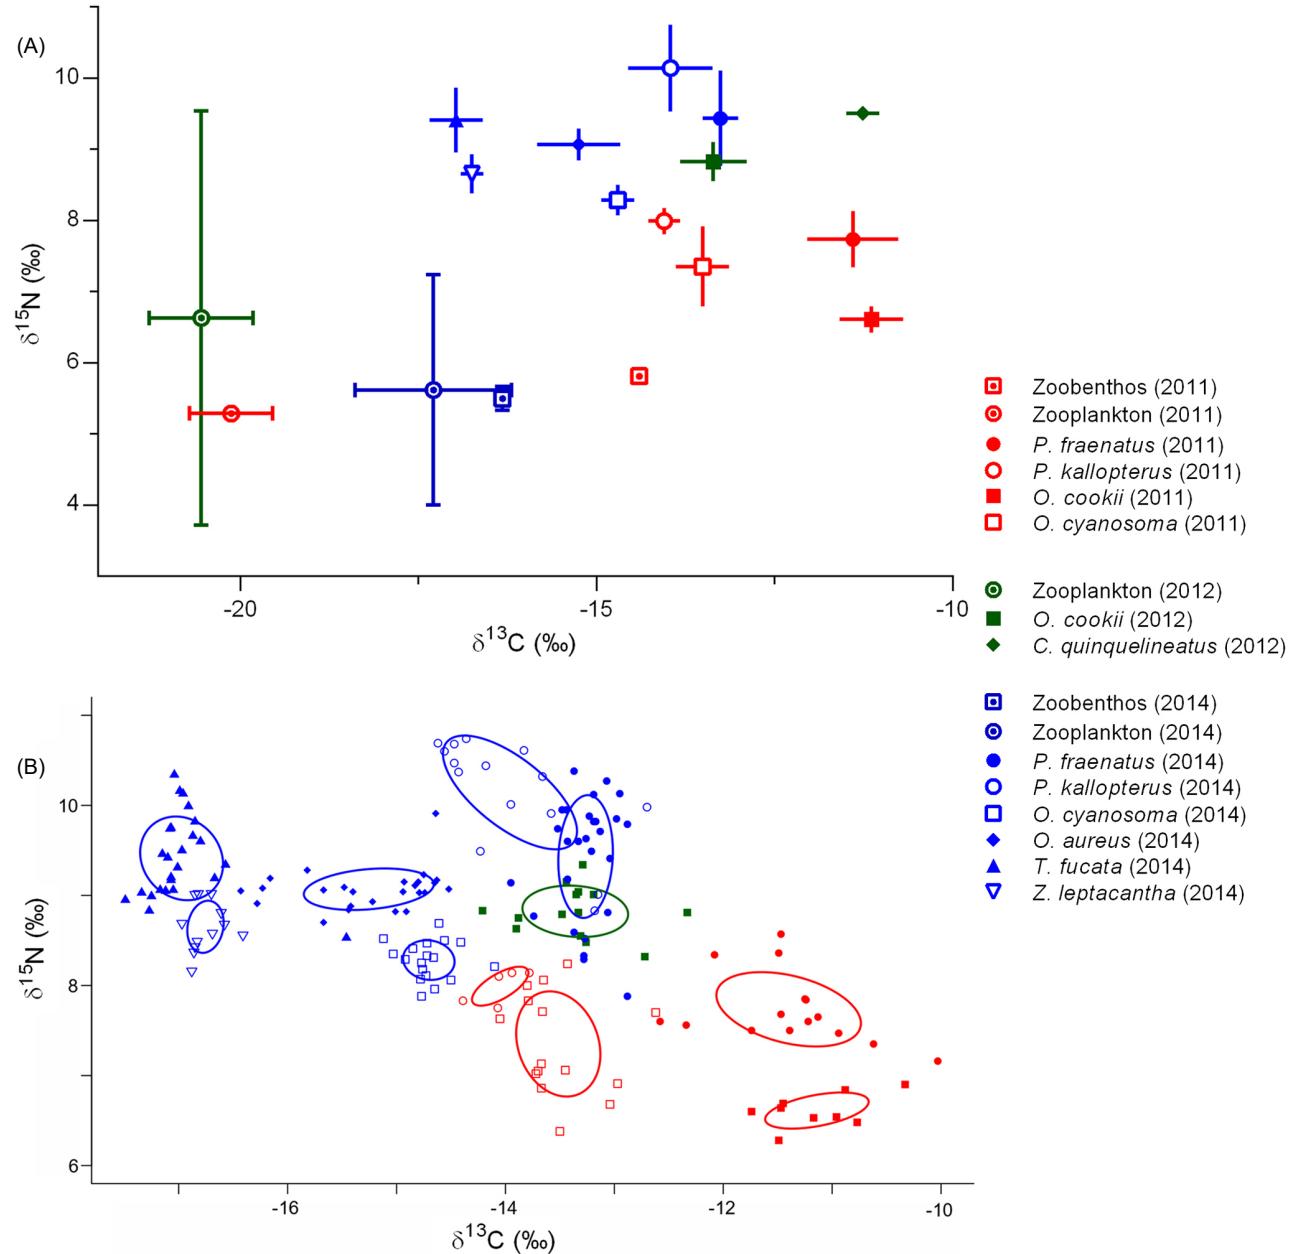 (A)
10
8
6
4
δ15N (‰)
-20
-15
-10
δ13C (‰)
Zoobenthos (2011)
Zooplankton (2011)
P. fraenatus (2011)
P. kallopterus (2011)
O. cookii (2011)
O. cyanosoma (2011)
Zooplankton (2012)
O. cookii (2012)
C. quinquelineatus (2012)
Zoobenthos (2014)
Zooplankton (2014)
P. fraenatus (2014)
P. kallopterus (2014)
O. cyanosoma (2014)
O. aureus (2014)
T. fucata (2014)
Z. leptacantha (2014)
(B)
10
8
6
δ15N (‰)
-16
-14
-12
-10
δ13C (‰)